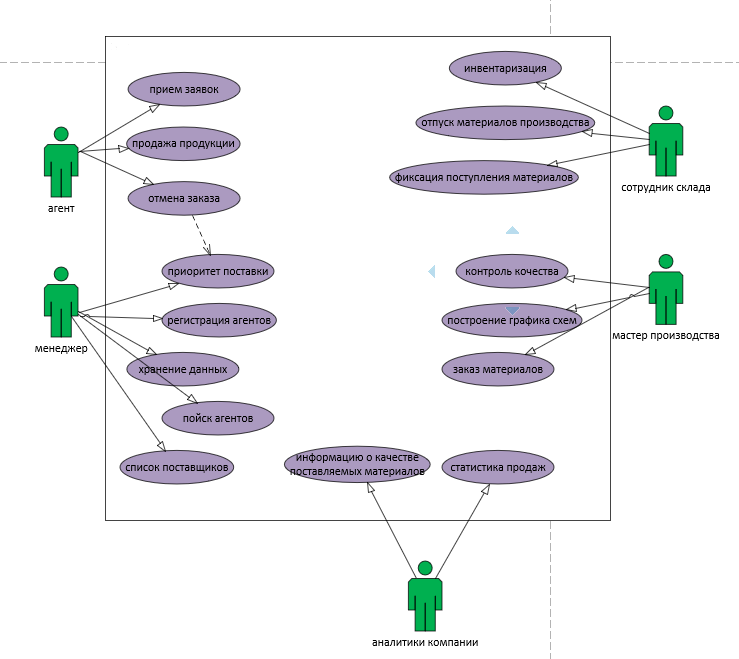 прием заявок
продажа продукции
отмена заказа
агент
приоритет поставки
регистрация агентов
хранение данных
пойск агентов
список поставщиков
менеджер
инвентаризация
отпуск материалов производства
фиксация поступления материалов
сотрудник склада
контроль кочества
построение графика схем
заказ материалов
мастер производства
информацию о качестве
поставляемых материалов
статистика продаж
аналитики компании